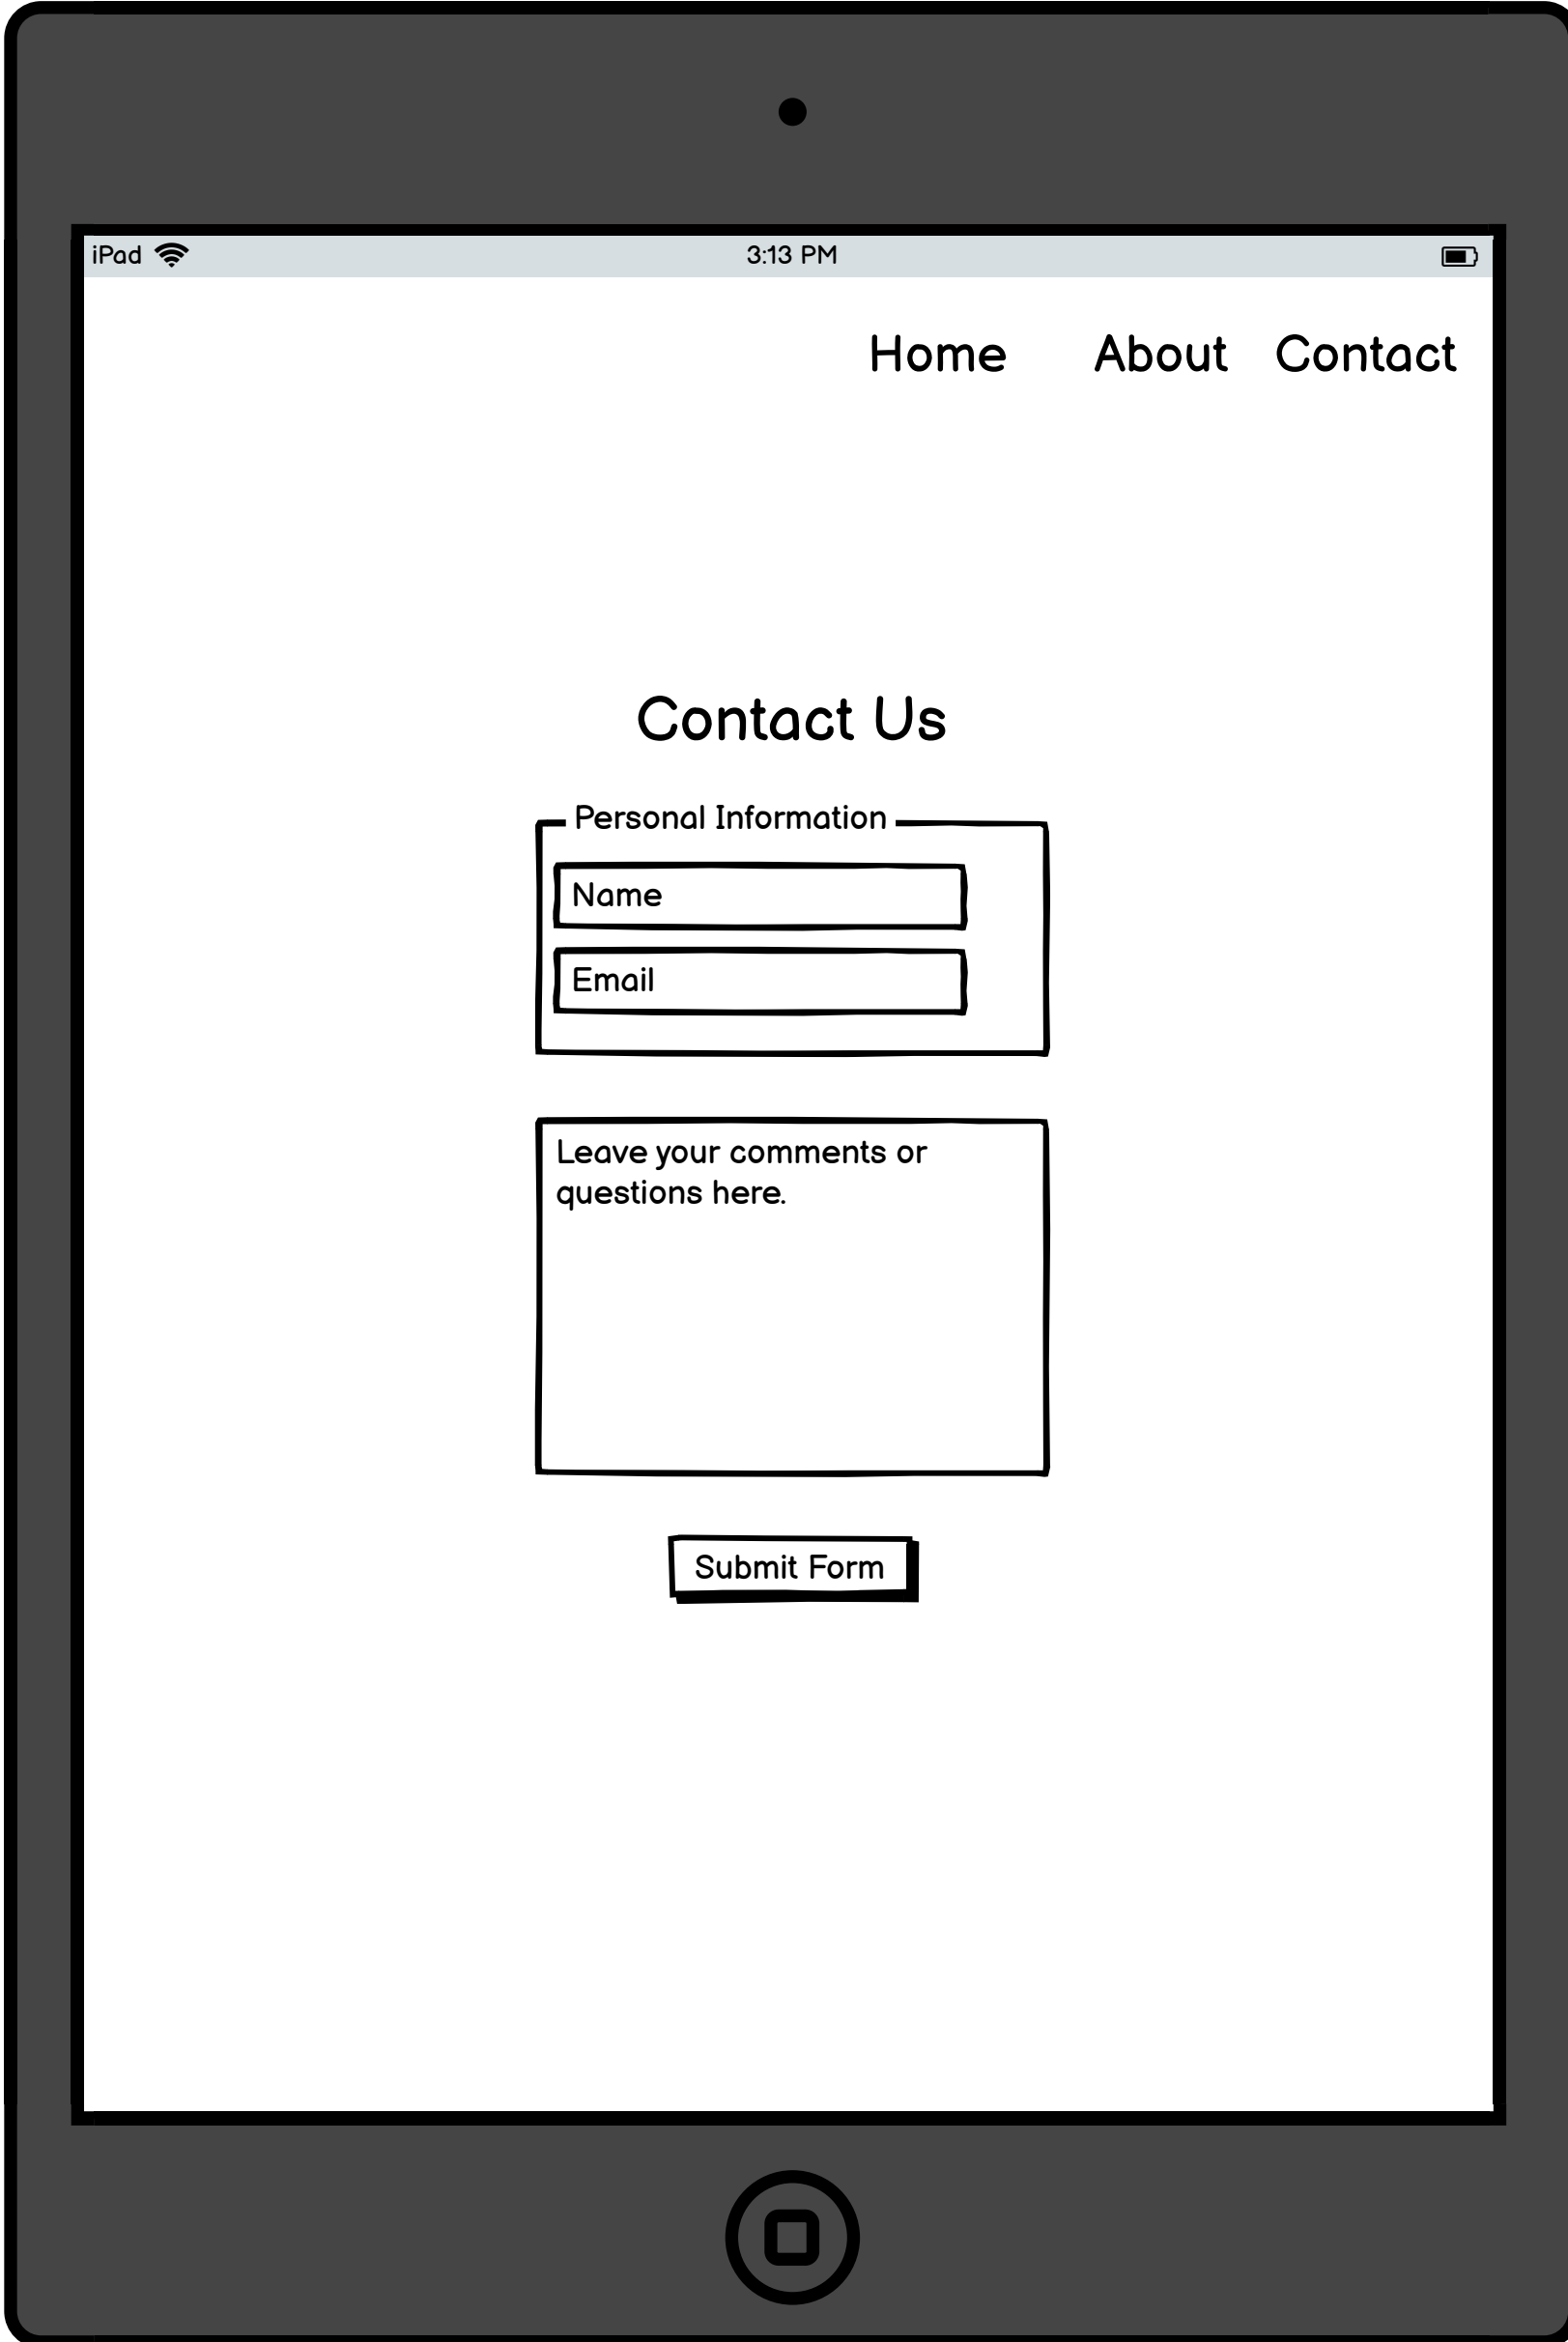 iPad 3:13 PM
Home About Contact
Contact Us
Personal Information
Name
Email
Leave your comments or
questions here.
Submit Form